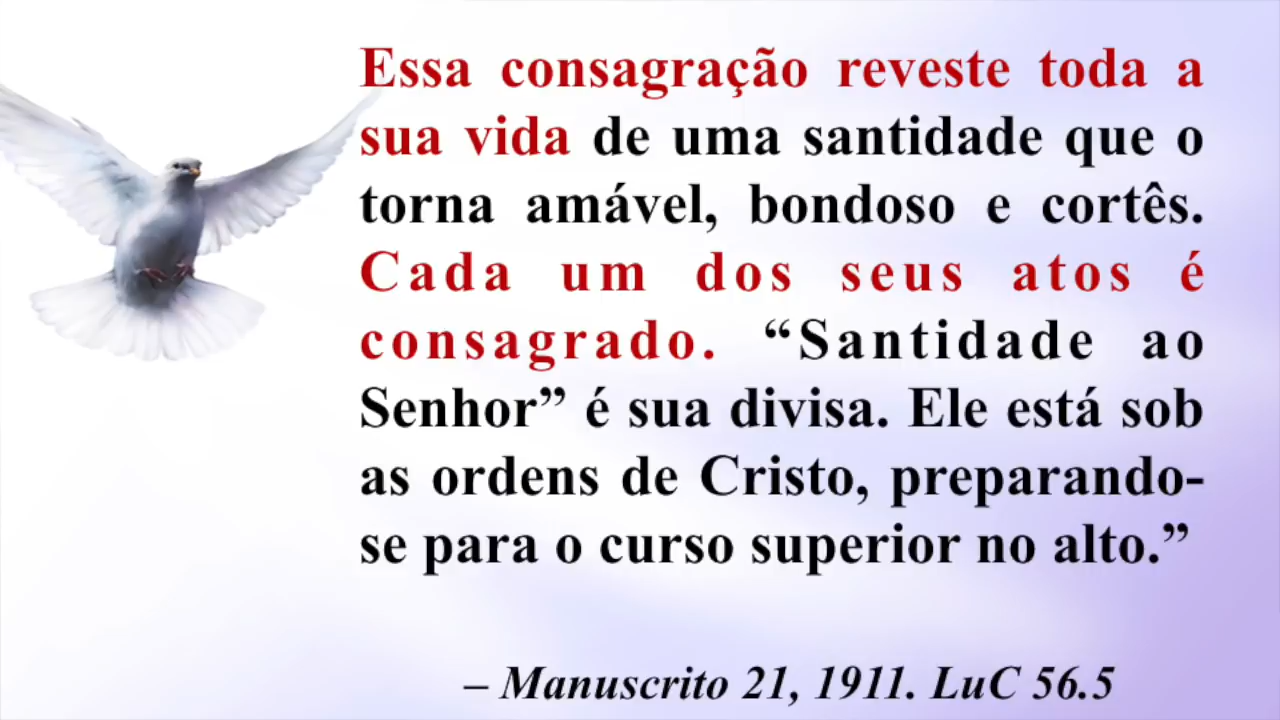 Essa consagração reveste toda a
sua vida de uma santidade que o
torna amável, bondoso e cortês.
Cada um dos seus atos é
consagrado. “Santidade ao
Senhor” é sua divisa. Ele está sob
as ordens de Cristo, preparando-
se para o curso superior no alto.”
– Manuscrito 21, 1911. LuC 56.5